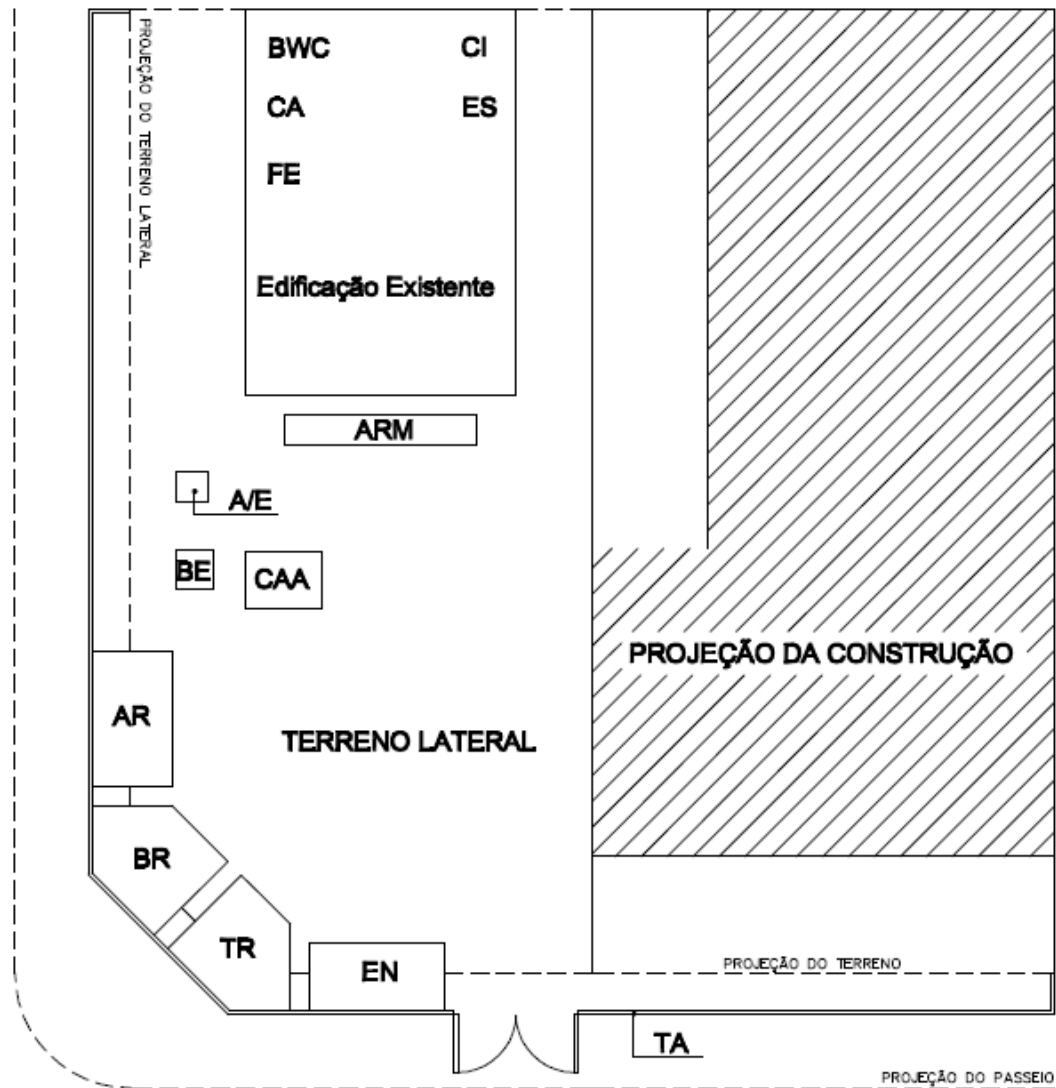 PROJEÇÃO DO TERRENO LATERAL
BWC
CI
CA
ES
FE
Edificação Existente
ARM
A/E
BE
CAA
PROJEÇÃO DA CONSTRUÇÃO
AR
TERRENO LATERAL
BR
TR
EN
PROJEÇÃO DO TERRENO
TA
PROJEÇÃO DO PASSEIO